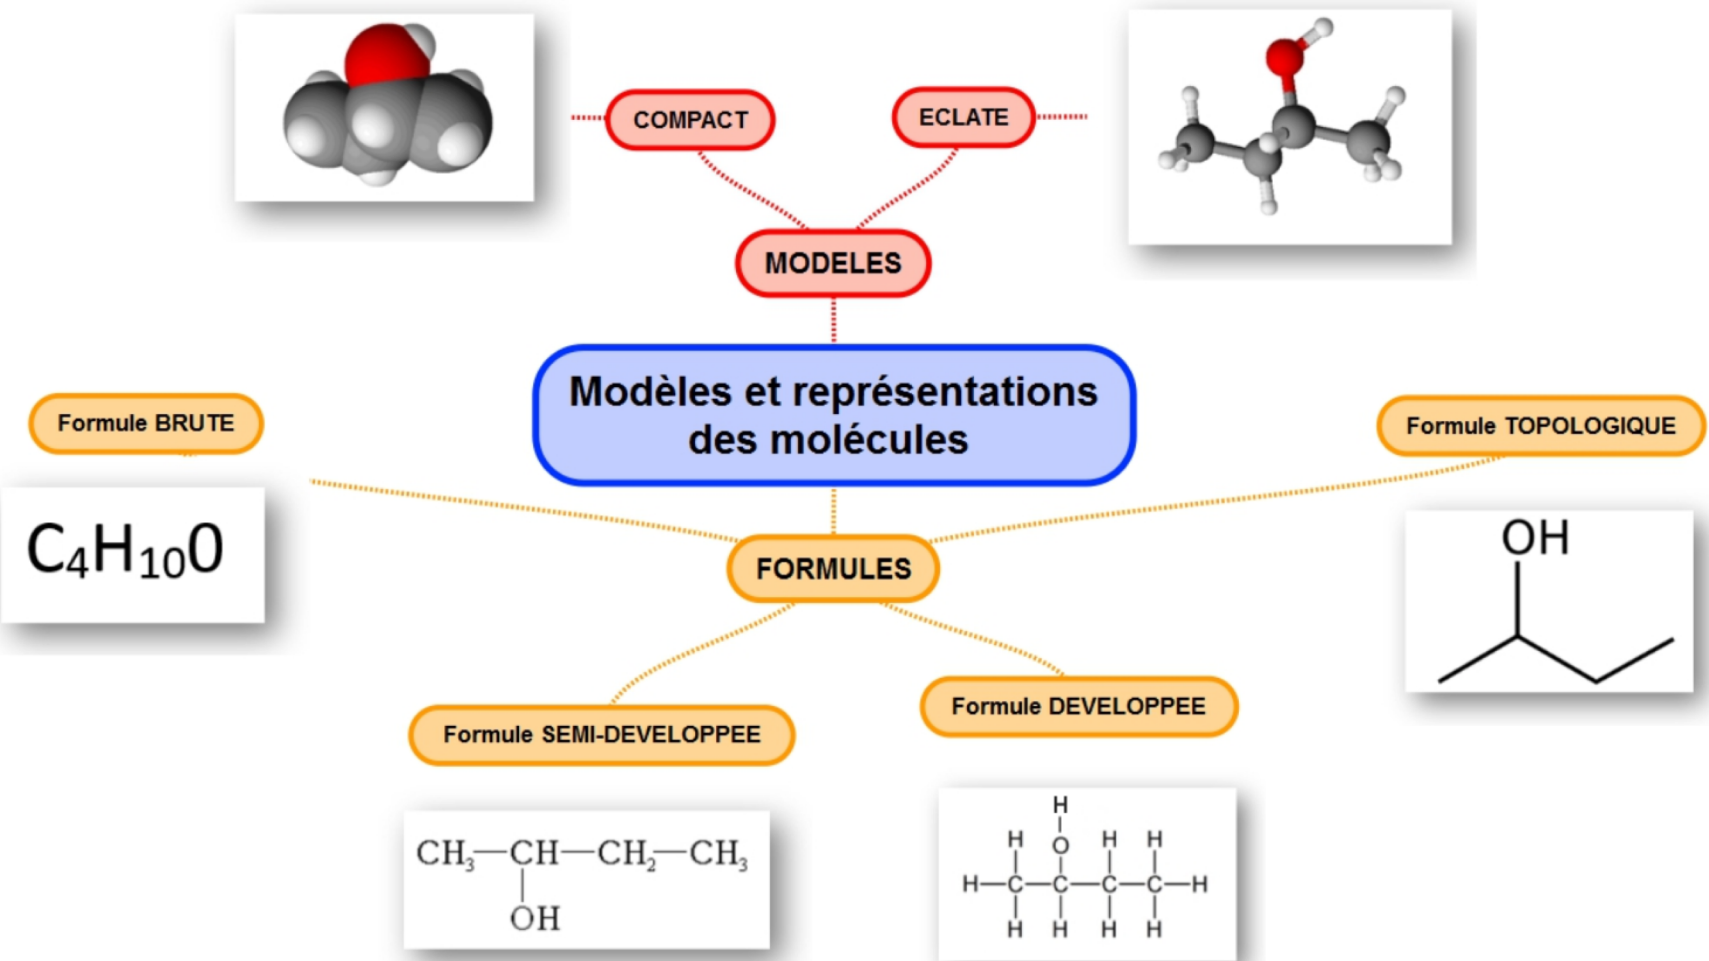 COMPACT
ECLATE
MODELES
Modèles et représentations
des molécules
Formule BRUTE
Formule TOPOLOGIQUE
C₄H₁₀0
FORMULES
OH
Formule SEMI-DEVELOPPEE
Formule DEVELOPPEE
CH₃—CH—CH₂—CH₃
OH
H
H O H H
H—C—C—C—C—H
H H H H